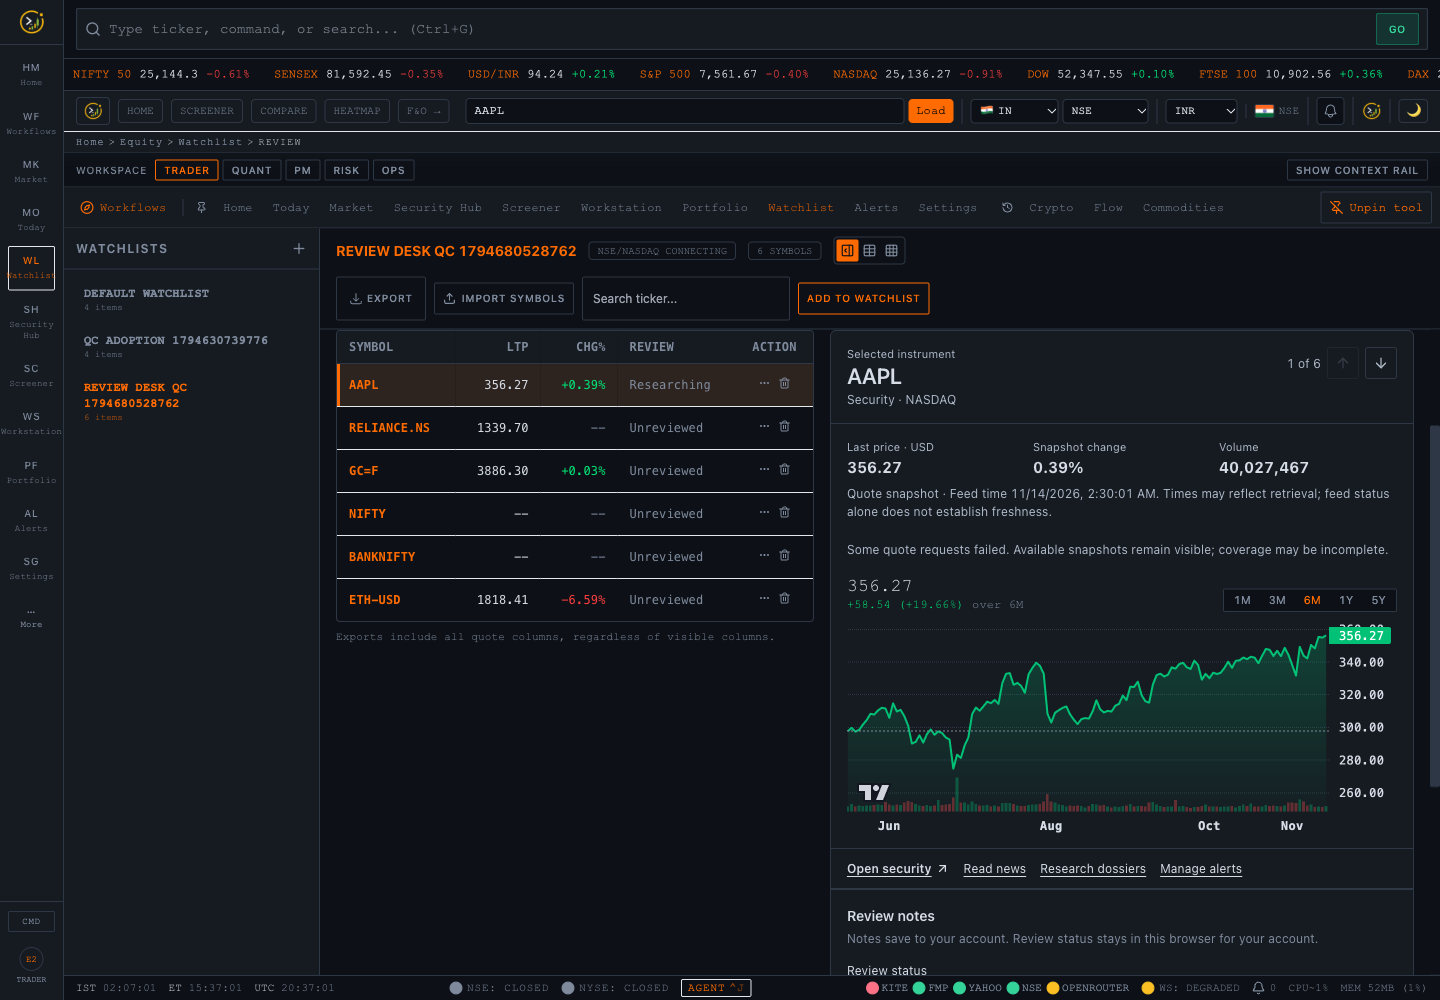 Type ticker, command, or search... (Ctrl+G)
GO
NIFTY 50 25,144.3 -0.61% SENSEX 81,592.45 -0.35% USD/INR 94.24 +0.21% S&P 500 7,561.67 -0.40% NASDAQ 25,136.27 -0.91% DOW 52,347.55 +0.10% FTSE 100 10,902.56 +0.36% DAX
HOME SCREENER COMPARE HEATMAP F&O → AAPL Load IN NSE INR NSE
Home > Equity > Watchlist > REVIEW
WORKSPACE TRADER QUANT PM RISK OPS SHOW CONTEXT RAIL
Workflows Home Today Market Security Hub Screener Workstation Portfolio Watchlist Alerts Settings Crypto Flow Commodities Unpin tool
HM
Home
WF
Workflows
MK
Market
MO
Today
WL
Watchlist
SH
Security
Hub
SC
Screener
WS
Workstation
PF
Portfolio
AL
Alerts
SG
Settings
...
More
CMD
E2
TRADER
WATCHLISTS
DEFAULT WATCHLIST
4 items
QC ADOPTION 1794630739776
4 items
REVIEW DESK QC
1794680528762
6 items
REVIEW DESK QC 1794680528762 NSE/NASDAQ CONNECTING 6 SYMBOLS
EXPORT IMPORT SYMBOLS Search ticker... ADD TO WATCHLIST
SYMBOL LTP CHG% REVIEW ACTION
AAPL 356.27 +0.39% Researching ...
RELIANCE.NS 1339.70 -- Unreviewed ...
GC=F 3886.30 +0.03% Unreviewed ...
NIFTY -- -- Unreviewed ...
BANKNIFTY -- -- Unreviewed ...
ETH-USD 1818.41 -6.59% Unreviewed ...
Exports include all quote columns, regardless of visible columns.
Selected instrument
AAPL
Security · NASDAQ
1 of 6 ↑ ↓
Last price · USD Snapshot change Volume
356.27 0.39% 40,027,467
Quote snapshot · Feed time 11/14/2026, 2:30:01 AM. Times may reflect retrieval; feed status
alone does not establish freshness.
Some quote requests failed. Available snapshots remain visible; coverage may be incomplete.
356.27
+58.54 (+19.66%) over 6M
1M 3M 6M 1Y 5Y
356.27
340.00
320.00
300.00
280.00
260.00
Jun Aug Oct Nov
Open security Read news Research dossiers Manage alerts
Review notes
Notes save to your account. Review status stays in this browser for your account.
Review status
IST 02:07:01 ET 15:37:01 UTC 20:37:01 NSE: CLOSED NYSE: CLOSED AGENT ^J KITE FMP YAHOO NSE OPENROUTER WS: DEGRADED 0 CPU~1% MEM 52MB (1%)